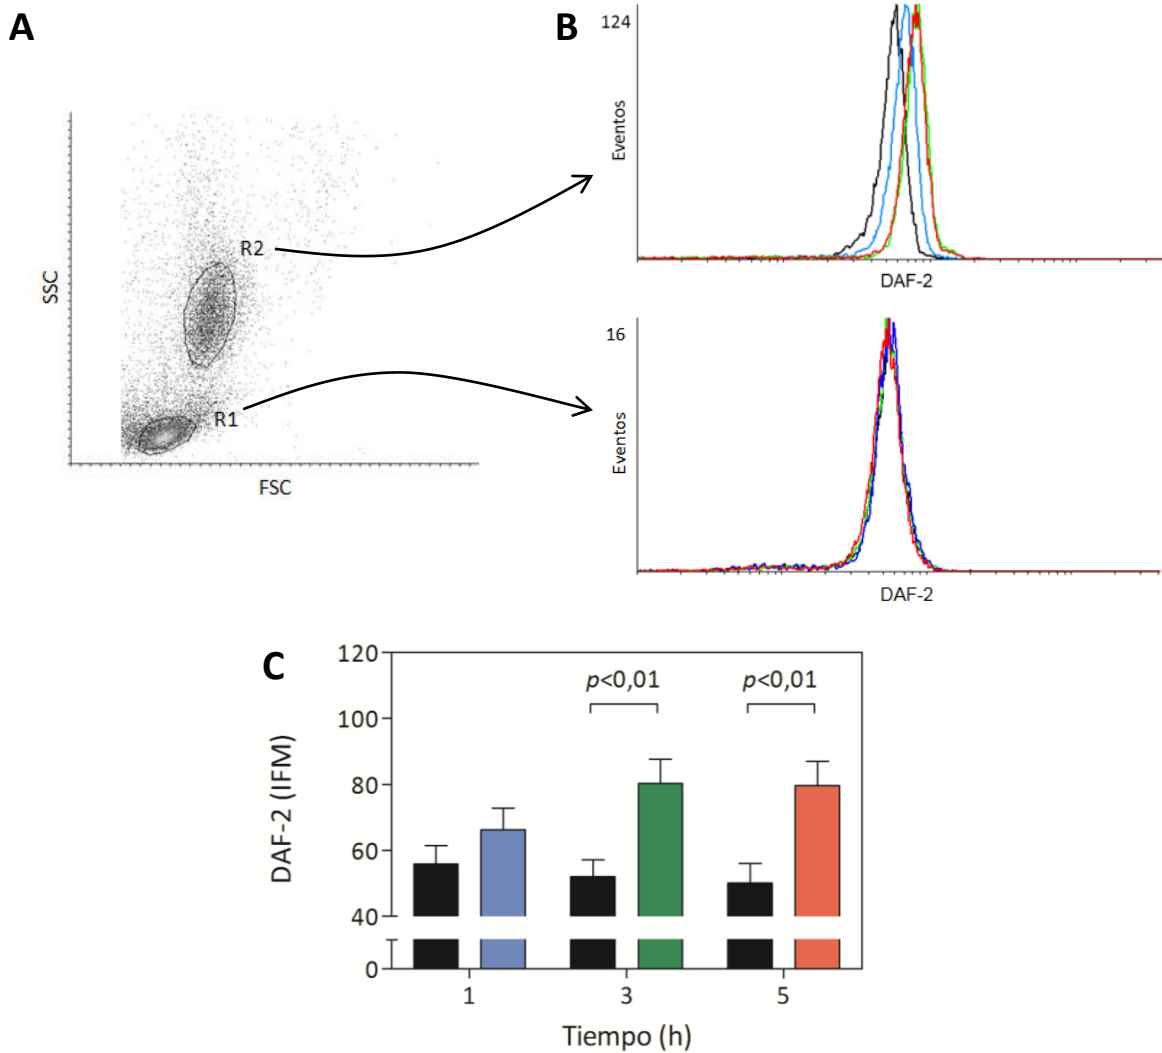 A
SSC
R2
R1
FSC
B
124
Eventos
DAF-2
16
Eventos
DAF-2
C
DAF-2 (IFM)
120
100
80
60
40
0
p<0,01
p<0,01
1 3 5
Tiempo (h)